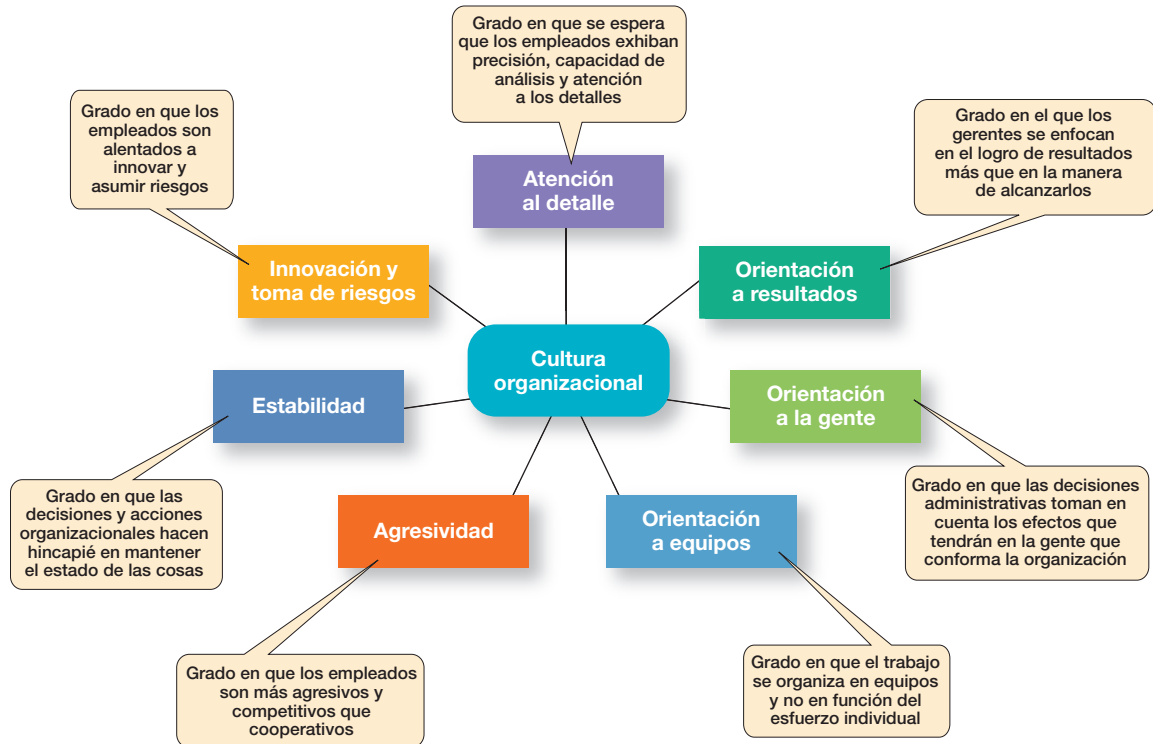 Grado en que se espera
que los empleados exhiban
precisión, capacidad de
análisis y atención
a los detalles
Atención
al detalle
Grado en que los
empleados son
alentados a
innovar y
asumir riesgos
Innovación y
toma de riesgos
Grado en el que los
gerentes se enfocan
en el logro de resultados
más que en la manera
de alcanzarlos
Orientación
a resultados
Cultura
organizacional
Estabilidad
Grado en que las
decisiones y acciones
organizacionales hacen
hincapié en mantener
el estado de las cosas
Orientación
a la gente
Grado en que las decisiones
administrativas toman en
cuenta los efectos que
tendrán en la gente que
conforma la organización
Agresividad
Grado en que los empleados
son más agresivos y
competitivos que
cooperativos
Orientación
a equipos
Grado en que el trabajo
se organiza en equipos
y no en función del
esfuerzo individual